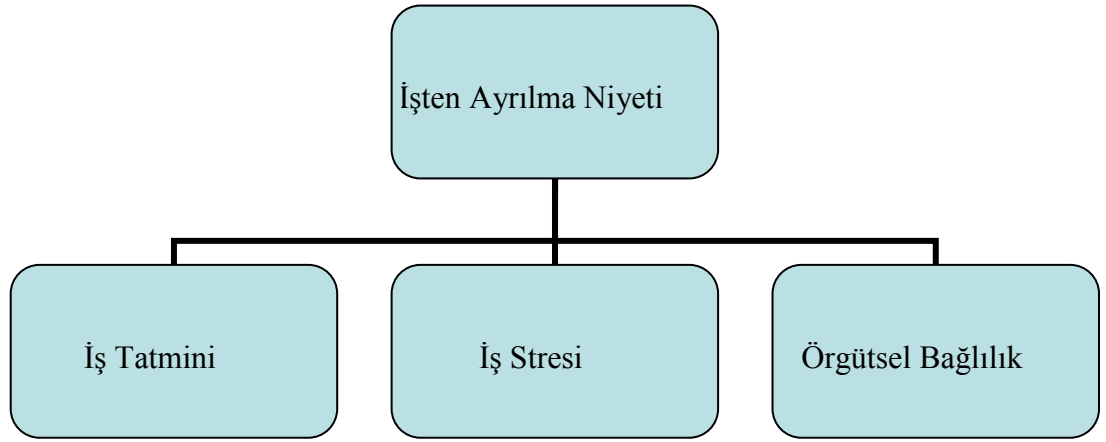 İşten Ayrılma Niyeti
İş Tatmini
İş Stresi
Örgütsel Bağlılık